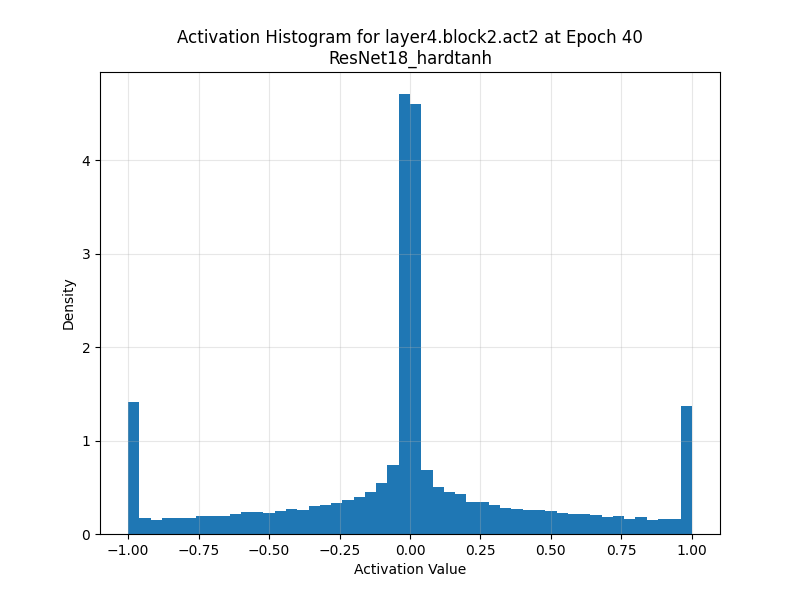 Activation Histogram for layer4.block2.act2 at Epoch 40
ResNet18_hardtanh
4
3
2
1
0
Density
−1.00 −0.75 −0.50 −0.25 0.00 0.25 0.50 0.75 1.00
Activation Value